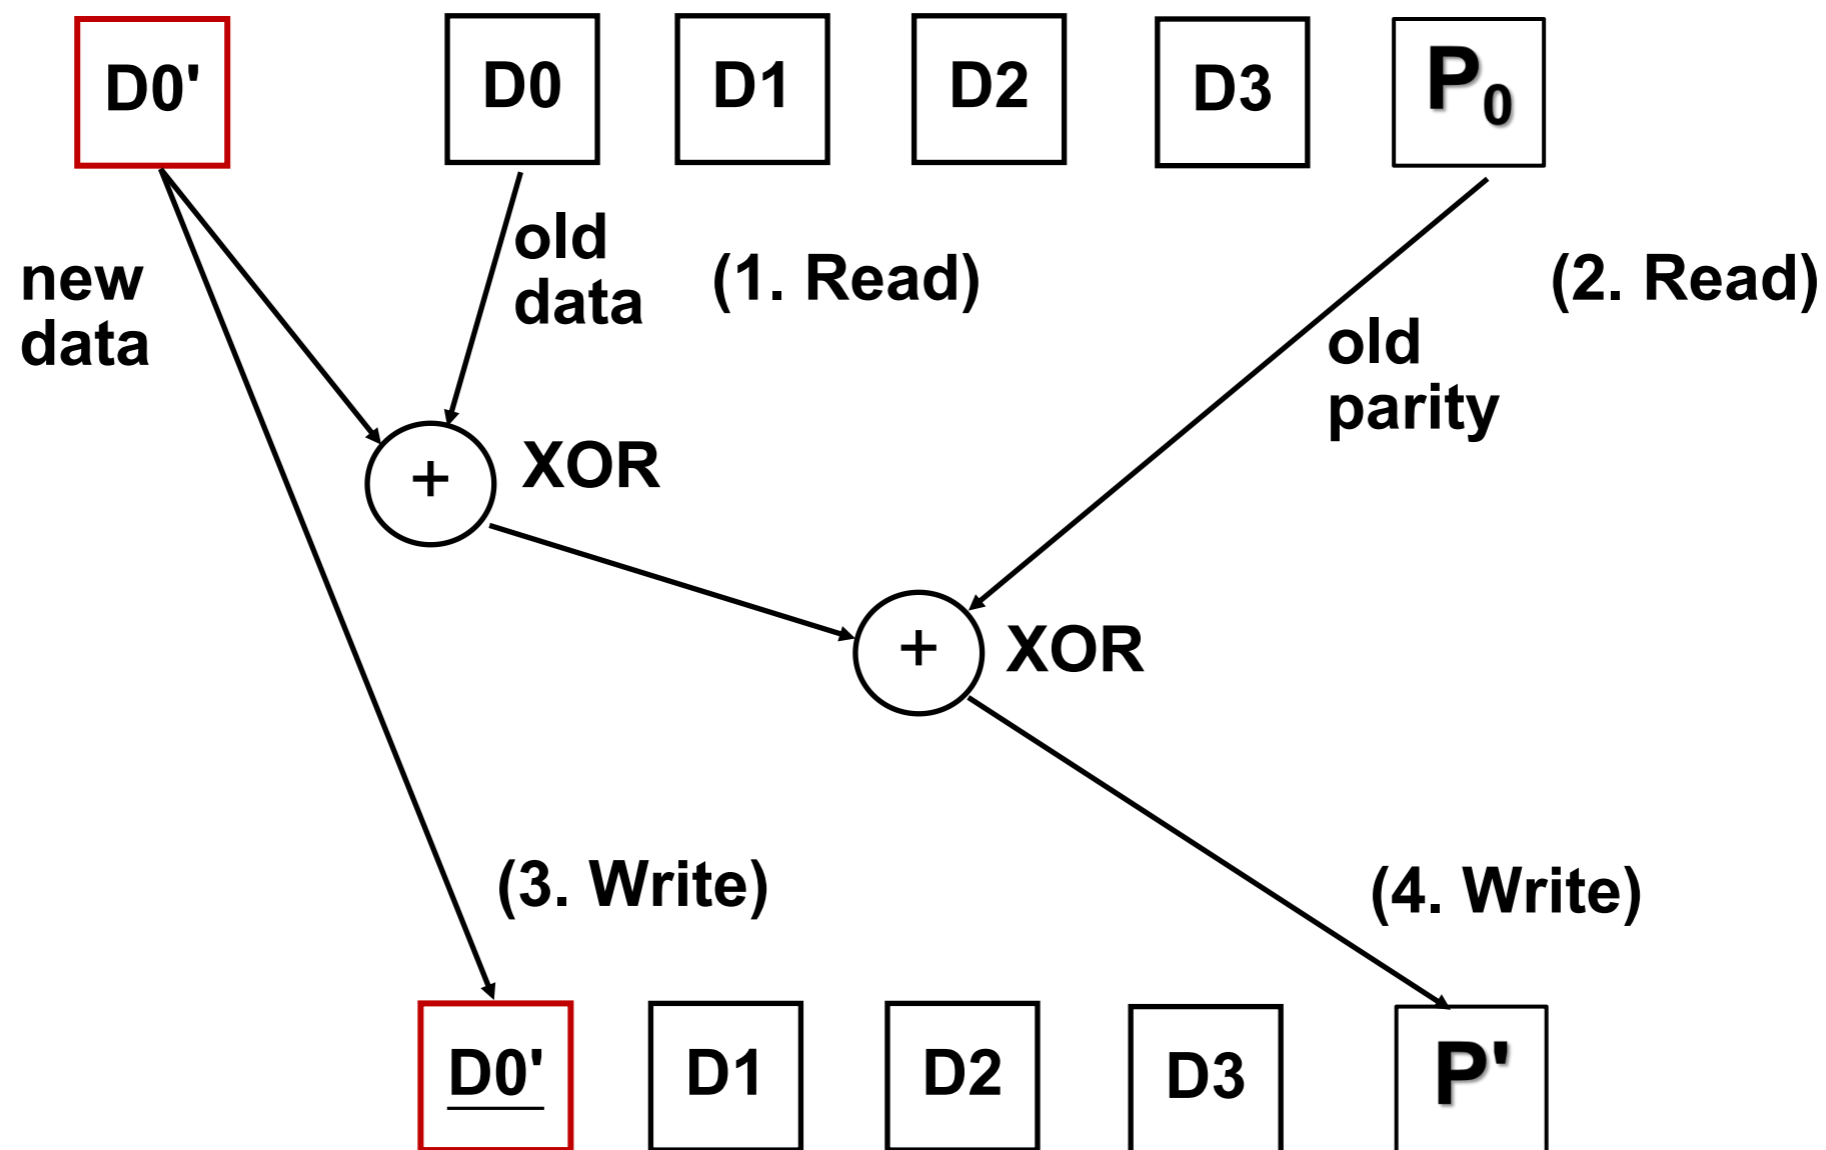 D0'
D0
D1
D2
D3
P0
new
data
old
data
(1. Read)
old
parity
(2. Read)
+
XOR
+
XOR
(3. Write)
(4. Write)
D0'
D1
D2
D3
P'